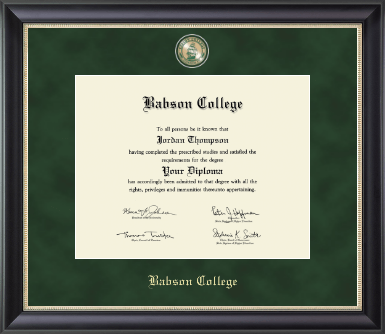 Babson College
To all persons be it known that
Jordan Thompson
having completed the prescribed studies and satisfied the
requirements for the degree
Your Diploma
has accordingly been admitted to that degree with all the
rights, privileges and immunities thereunto appertaining.
Babson College